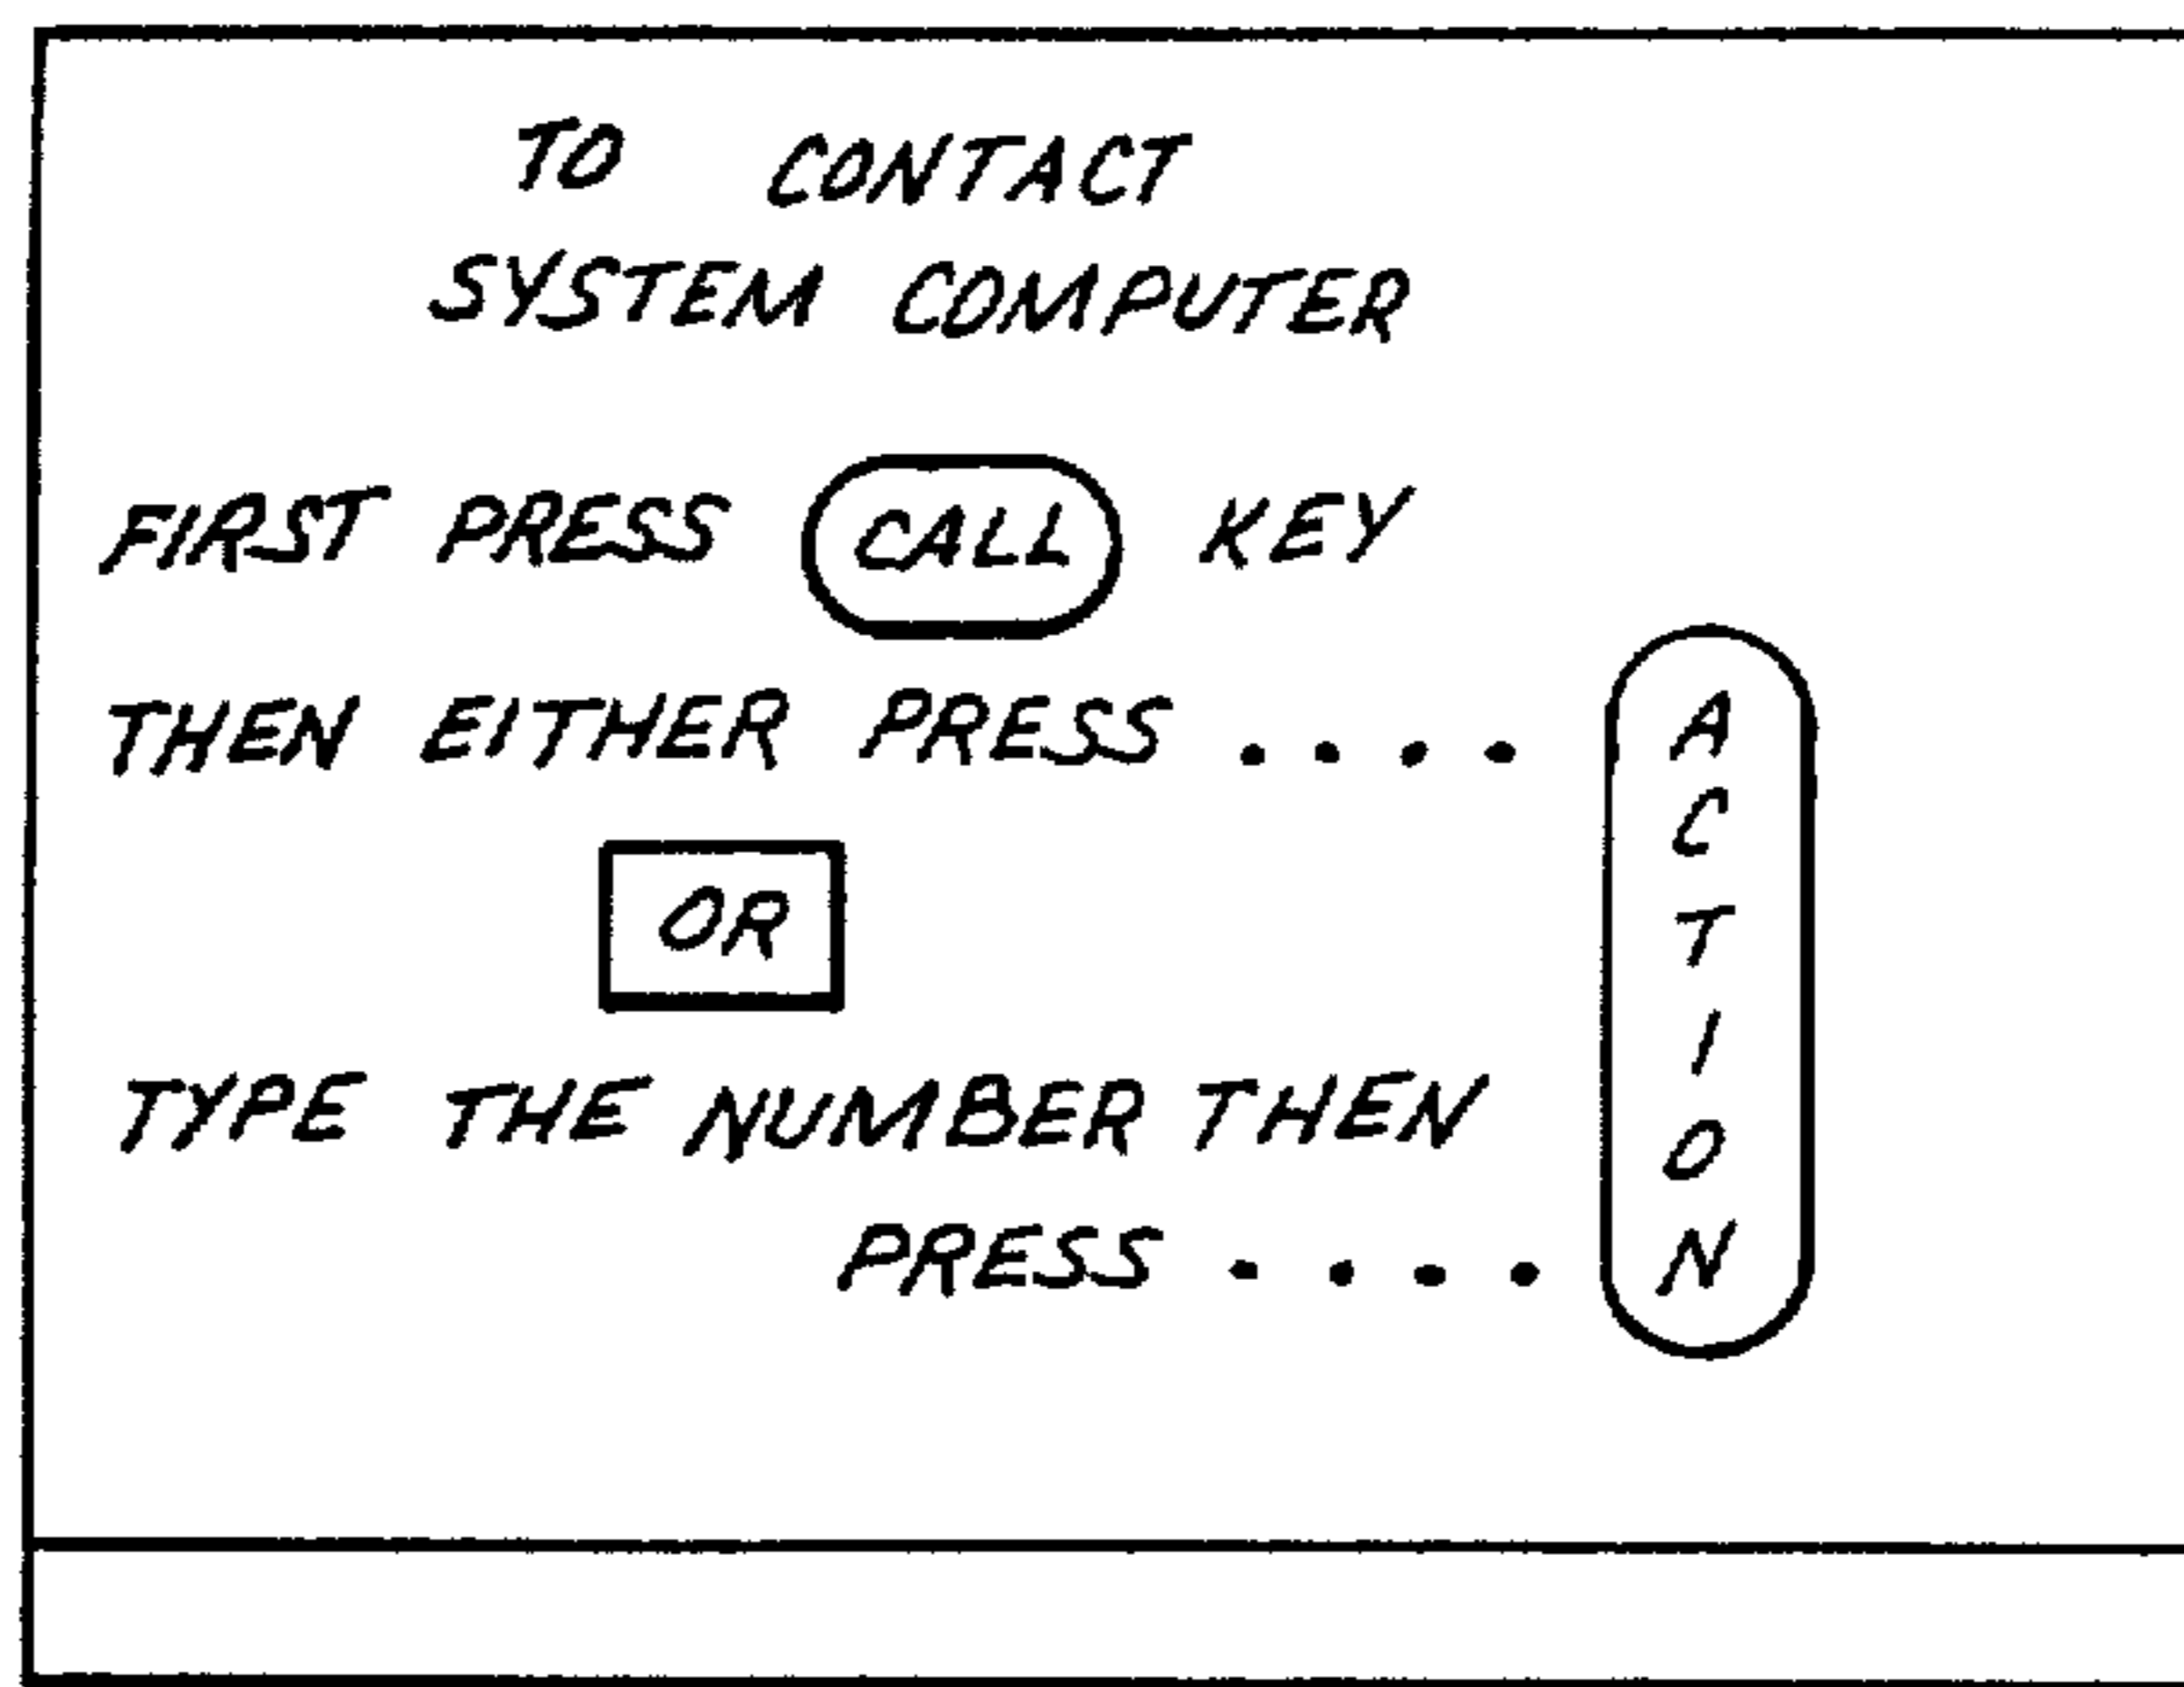 TO CONTACT
SYSTEM COMPUTER
FIRST PRESS CALL KEY
THEN EITHER PRESS ....
OR
TYPE THE NUMBER THEN
PRESS ....
ACTION